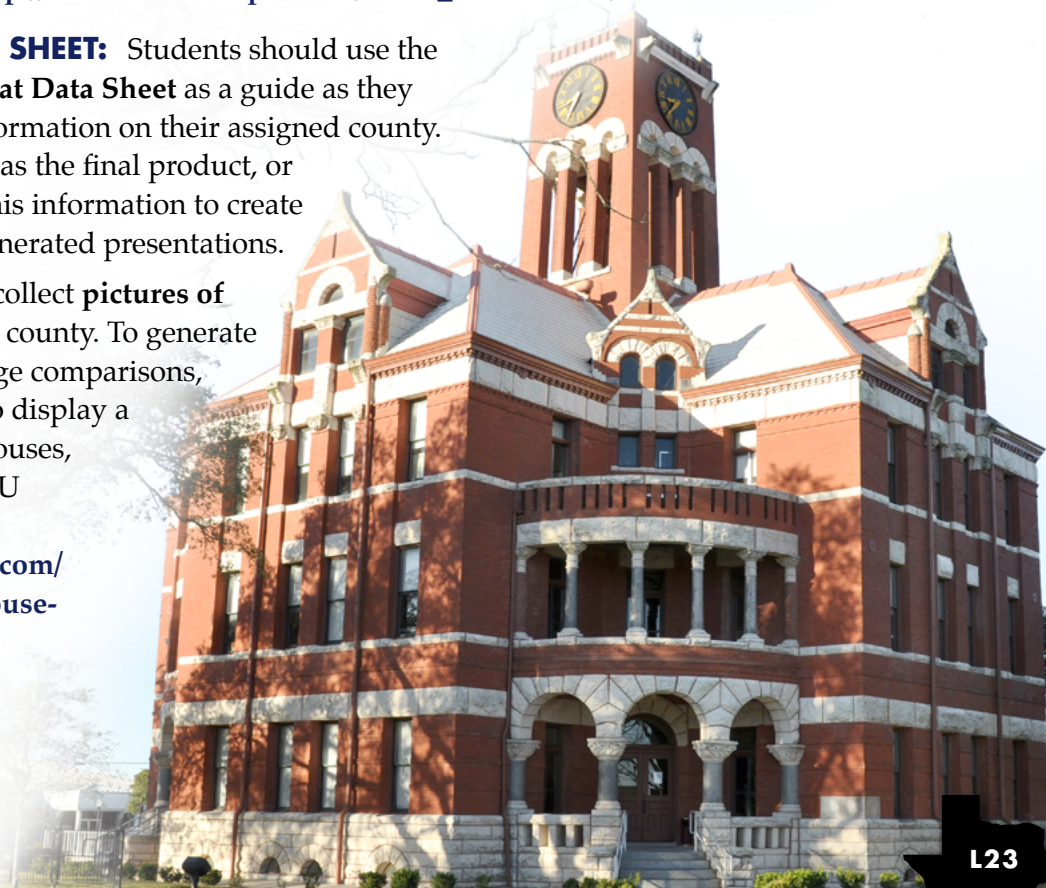 SHEET: Students should use the
at Data Sheet as a guide as they
ormation on their assigned county.
as the final product, or
is information to create
nerated presentations.
collect pictures of
county. To generate
ge comparisons,
display a
ouses,
U
.com/
ouse-
L23